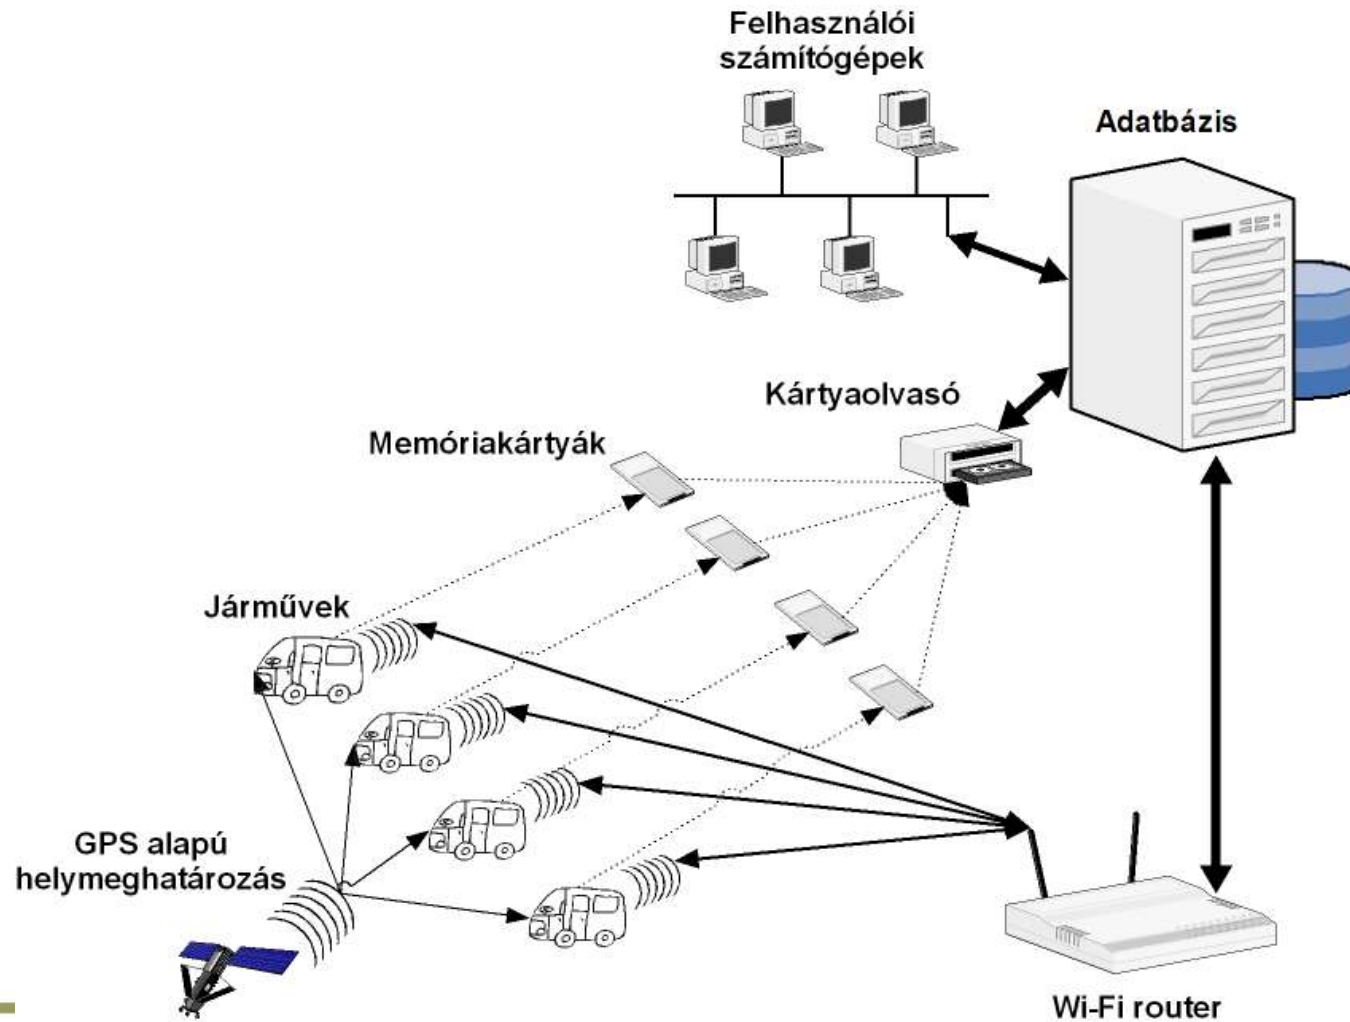 Felhasználói
számítógépek
Adatbázis
Kártyaolvasó
Memóriakártyák
Járművek
GPS alapú
helymeghatározás
Wi-Fi router